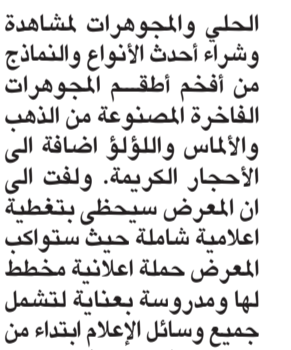 الحلي والمجوهرات لمشاهدة
وشراء أحدث الأنواع والنماذج
من أفخم أطقـم المجوهرات
الفاخرة المصنوعة من الذهب
والألماس واللؤلؤ اضافة الى
الأحجار الكريمة. ولفت الى
ان المعرض سيحظى بتغطية
اعلامية شاملة حيث ستواكب
المعرض حملة اعلانية مخطط
لها ومدروسة بعناية لتشمل
جميع وسائل الإعلام ابتداء من